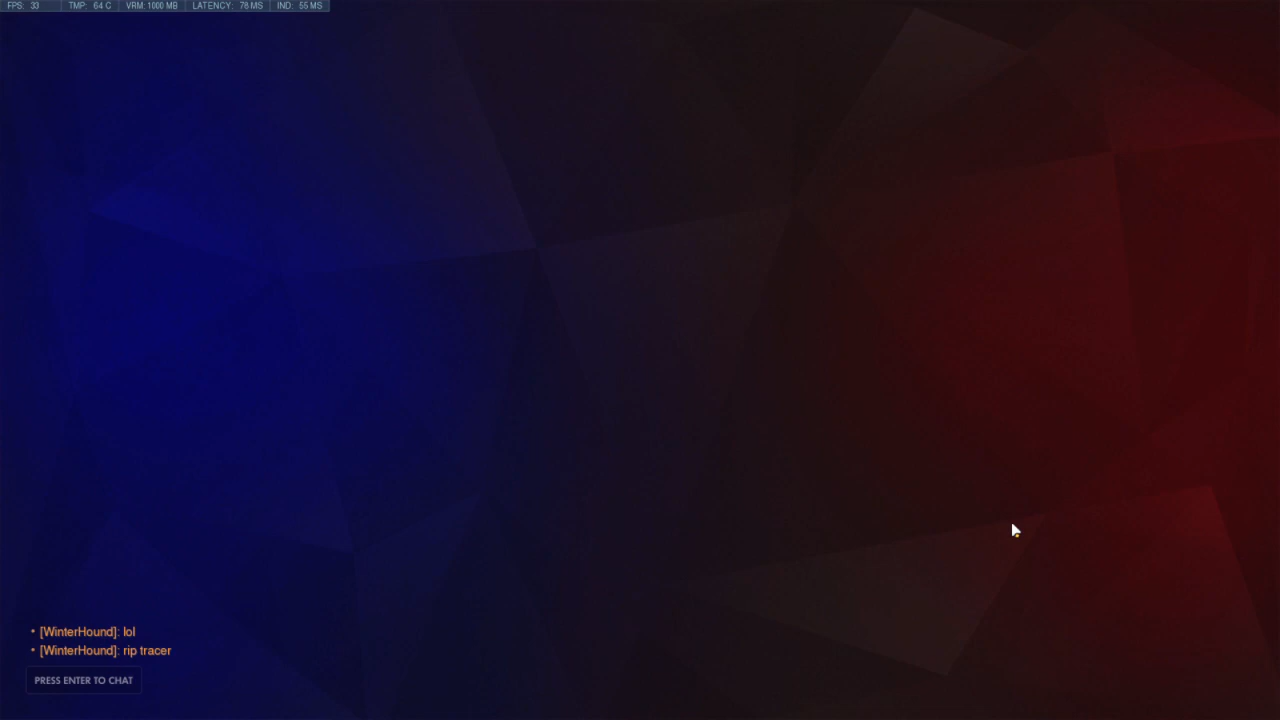 FPS: 33 TMP: 64 C VRM: 1000 MB LATENCY: 78 MS IND: 55 MS
• [WinterHound]: lol
• [WinterHound]: rip tracer
PRESS ENTER TO CHAT